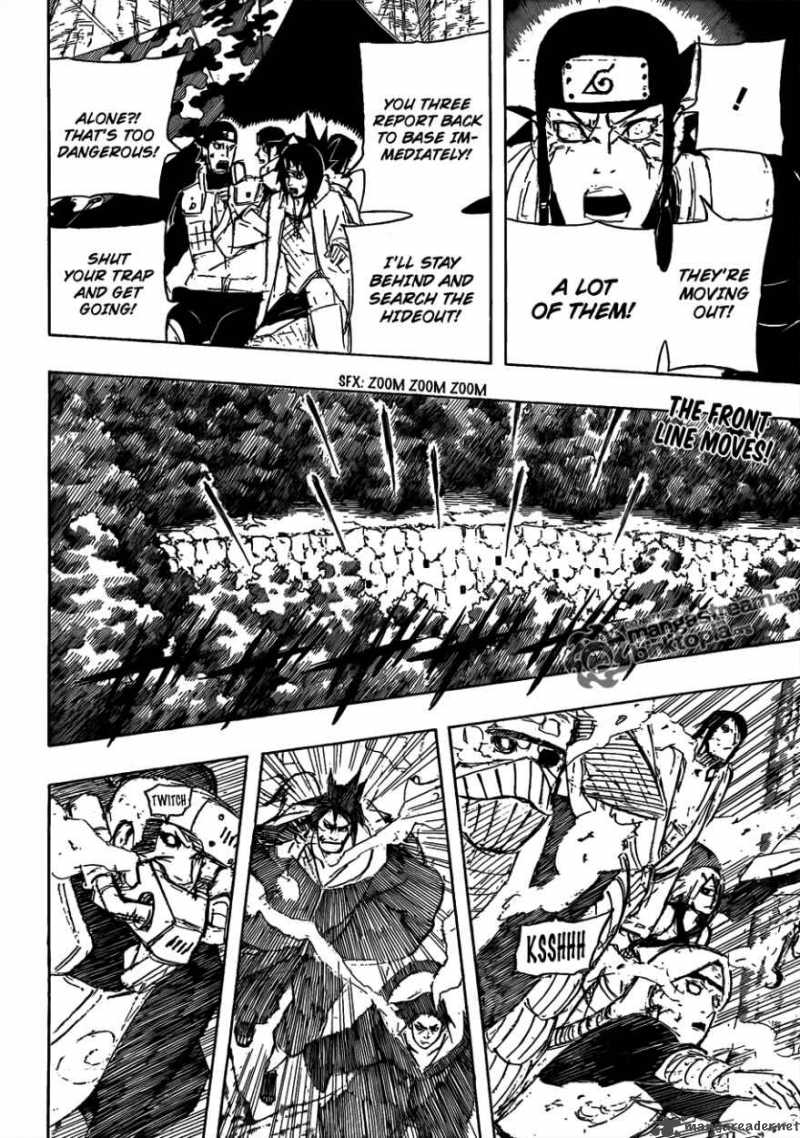 !
THEY'RE
MOVING
OUT!
A LOT
OF THEM!
YOU THREE
REPORT BACK
TO BASE IM-
MEDIATELY!
I'LL STAY
BEHIND AND
SEARCH THE
HIDEOUT!
ALONE?!
THAT'S TOO
DANGEROUS!
SHUT
YOUR TRAP
AND GET
GOING!
SFX: ZOOM ZOOM ZOOM
THE FRONT
LINE MOVES!
mangastream.com
KSSHHH
TWITCH
mangareader.net